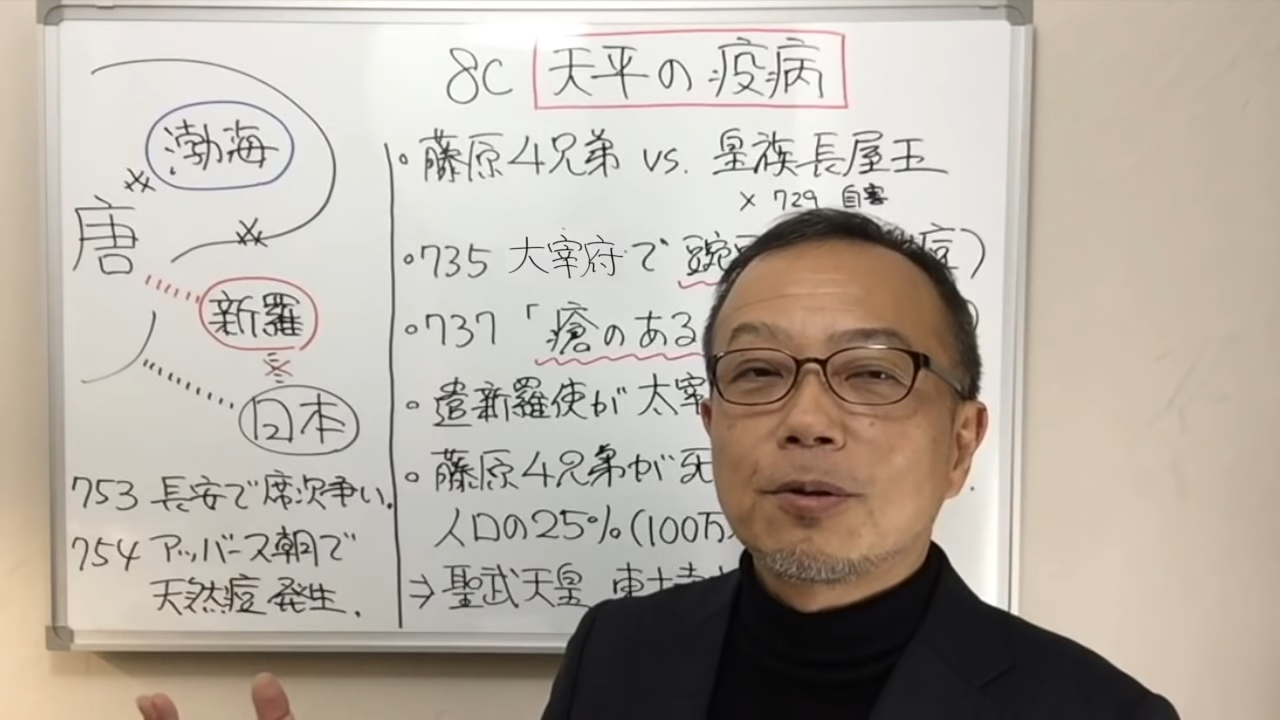 8C 天平の疫病
渤海
唐
新羅
日本
753 長安で席次争い.
754 アッバース朝で
天然痘発生.
。藤原4兄弟 vs. 皇族長屋王
× 729 自害
。735 大宰府で 豌
。737 「瘡のある
。遣新羅使が 太宰
。藤原4兄弟が死
人口の25%(100万
⇒聖武天皇